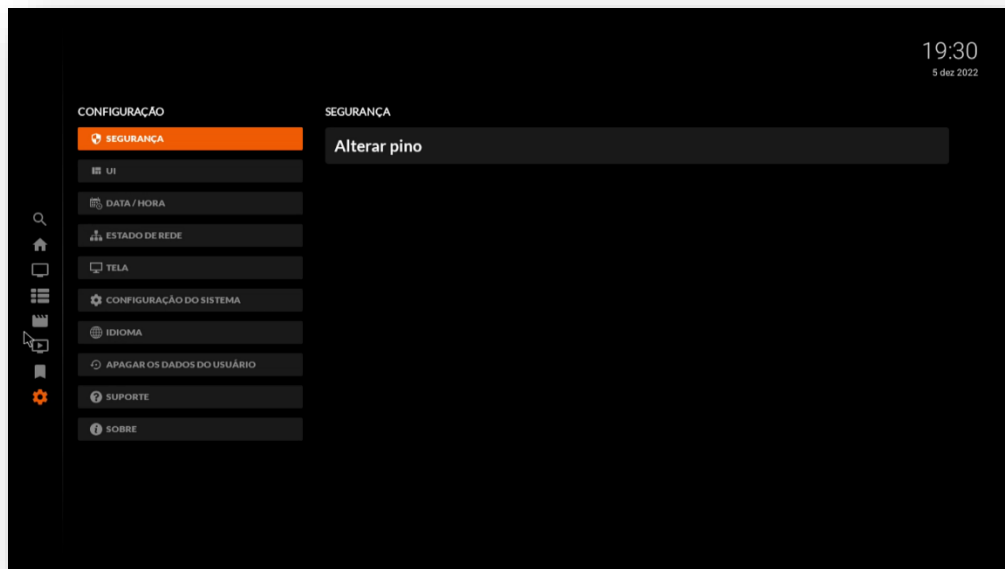 19:30
5 dez 2022
CONFIGURAÇÃO
SEGURANÇA
UI
DATA / HORA
ESTADO DE REDE
TELA
CONFIGURAÇÃO DO SISTEMA
IDIOMA
APAGAR OS DADOS DO USUÁRIO
SUPORTE
SOBRE
SEGURANÇA
Alterar pino